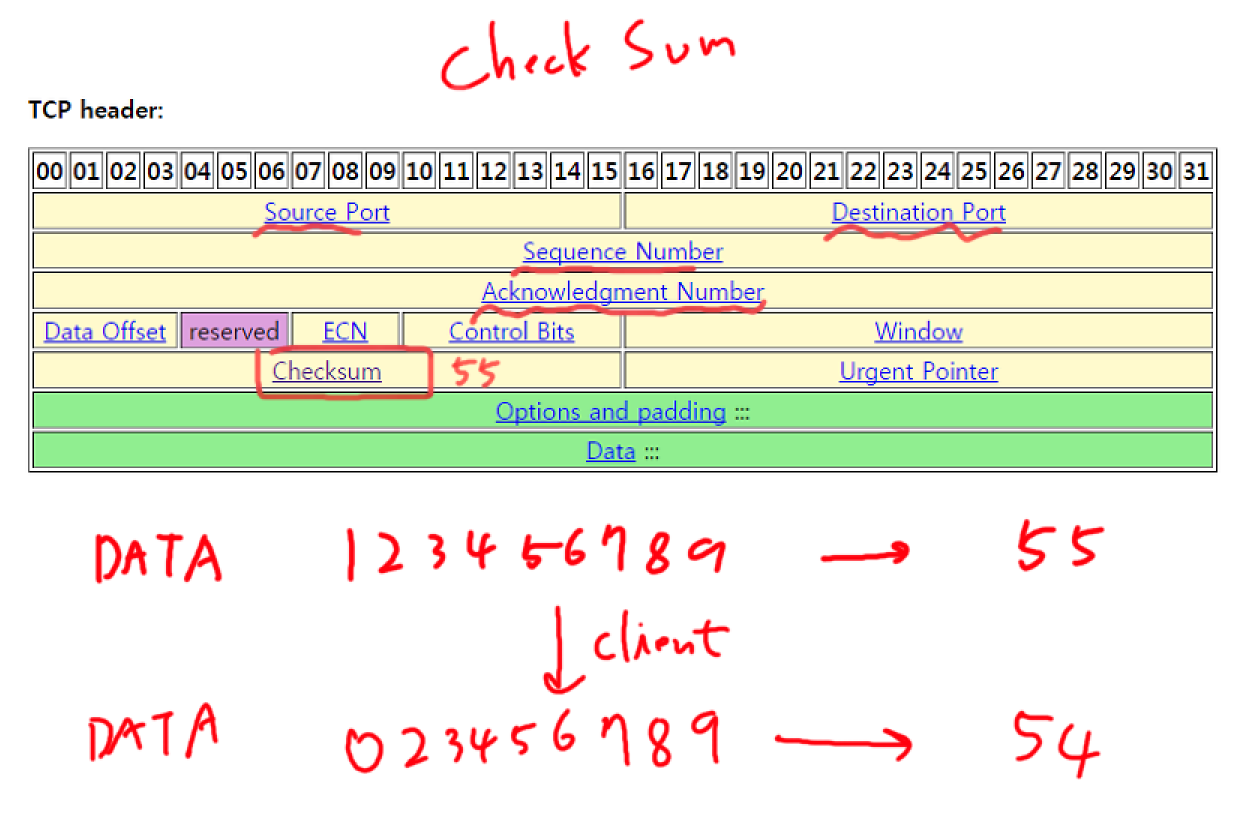 Check Sum
TCP header:
00 01 02 03 04 05 06 07 08 09 10 11 12 13 14 15 16 17 18 19 20 21 22 23 24 25 26 27 28 29 30 31
Source Port Destination Port
Sequence Number
Acknowledgment Number
Data Offset reserved ECN Control Bits Window
Checksum 55 Urgent Pointer
Options and padding :::
Data :::
DATA 123456789 → 55
↓ client
DATA 023456789 → 54